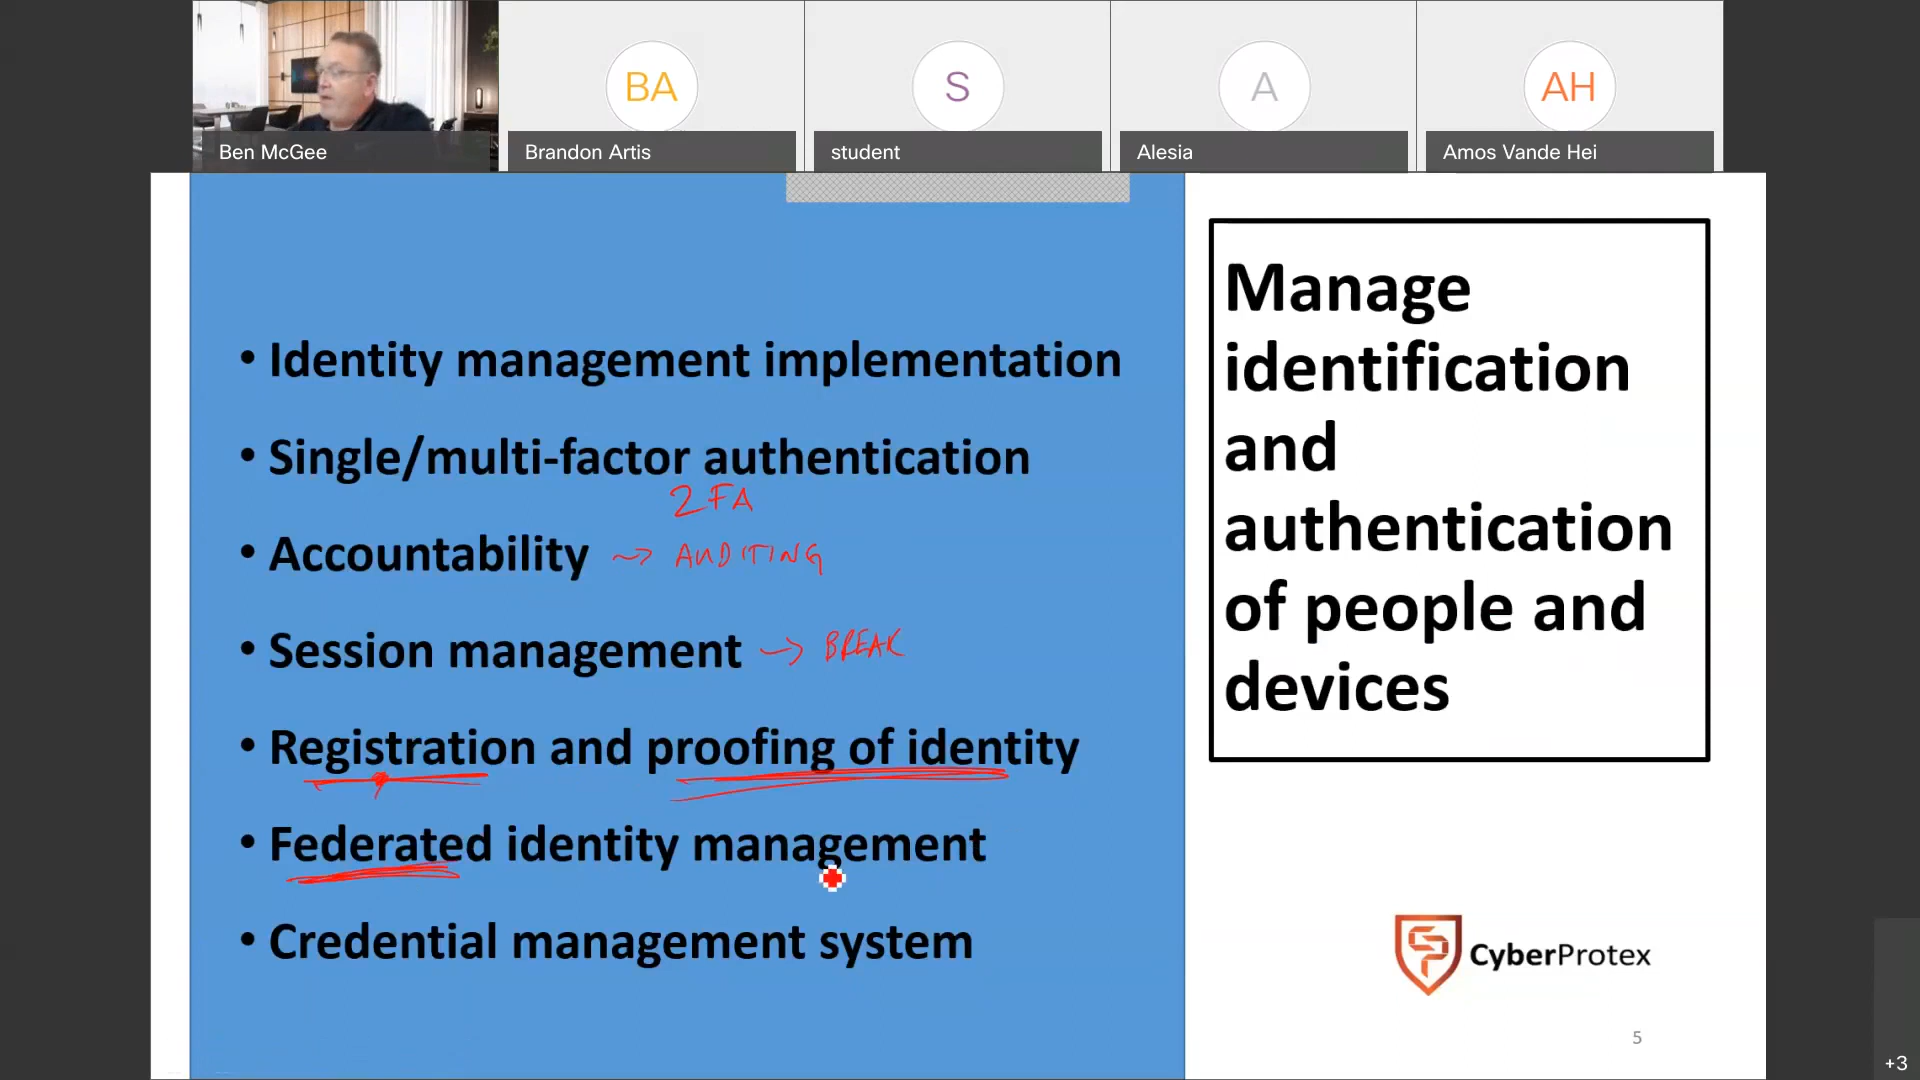 BA
S
A
AH
Ben McGee
Brandon Artis
student
Alesia
Amos Vande Hei
• Identity management implementation
• Single/multi-factor authentication
2FA
• Accountability → AUDITING
• Session management → BREAK
• Registration and proofing of identity
• Federated identity management
• Credential management system
Manage
identification
and
authentication
of people and
devices
CyberProtex
5
+3